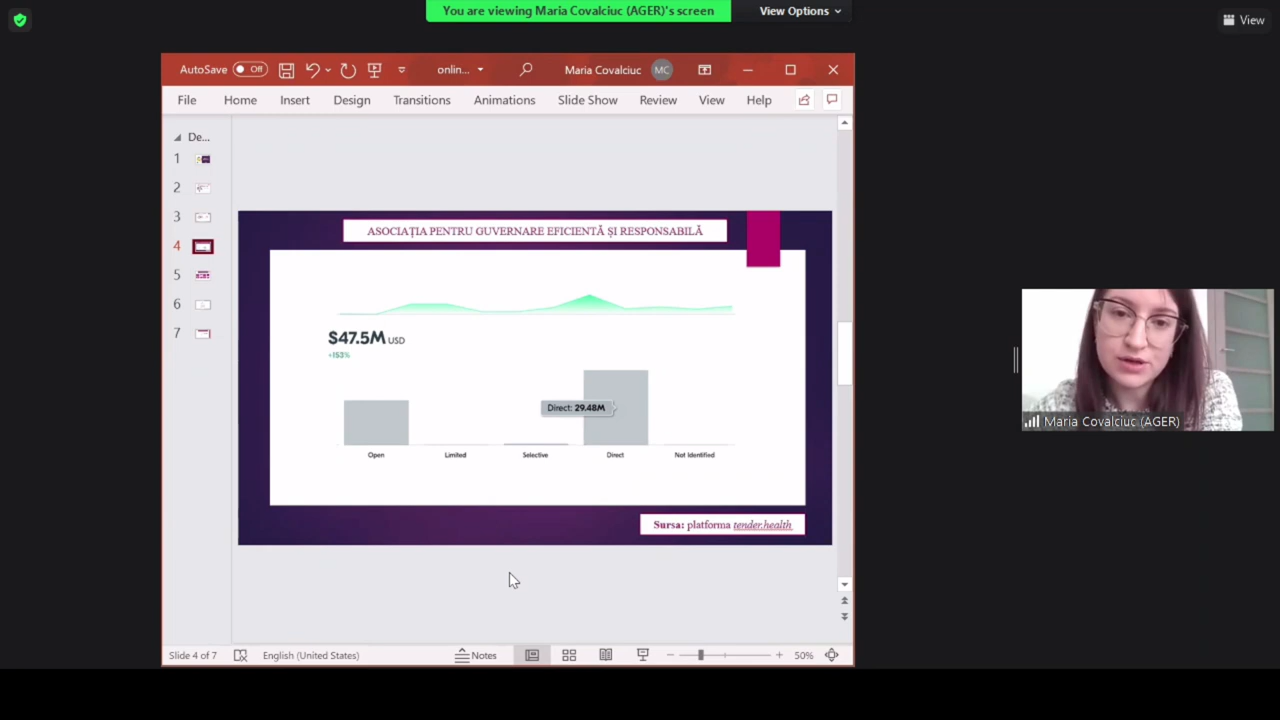 You are viewing Maria Covalciuc (AGER)'s screen
View Options
View
AutoSave Off
onlin...
Maria Covalciuc
MC
File Home Insert Design Transitions Animations Slide Show Review View Help
De...
1
2
3
4
5
6
7
ASOCIAȚIA PENTRU GUVERNARE EFICIENTĂ ȘI RESPONSABILĂ
$47.5M USD
+153%
Direct: 29.48M
Open Limited Selective Direct Not Identified
Sursa: platforma tender.health
Maria Covalciuc (AGER)
Slide 4 of 7 English (United States) Notes 50%